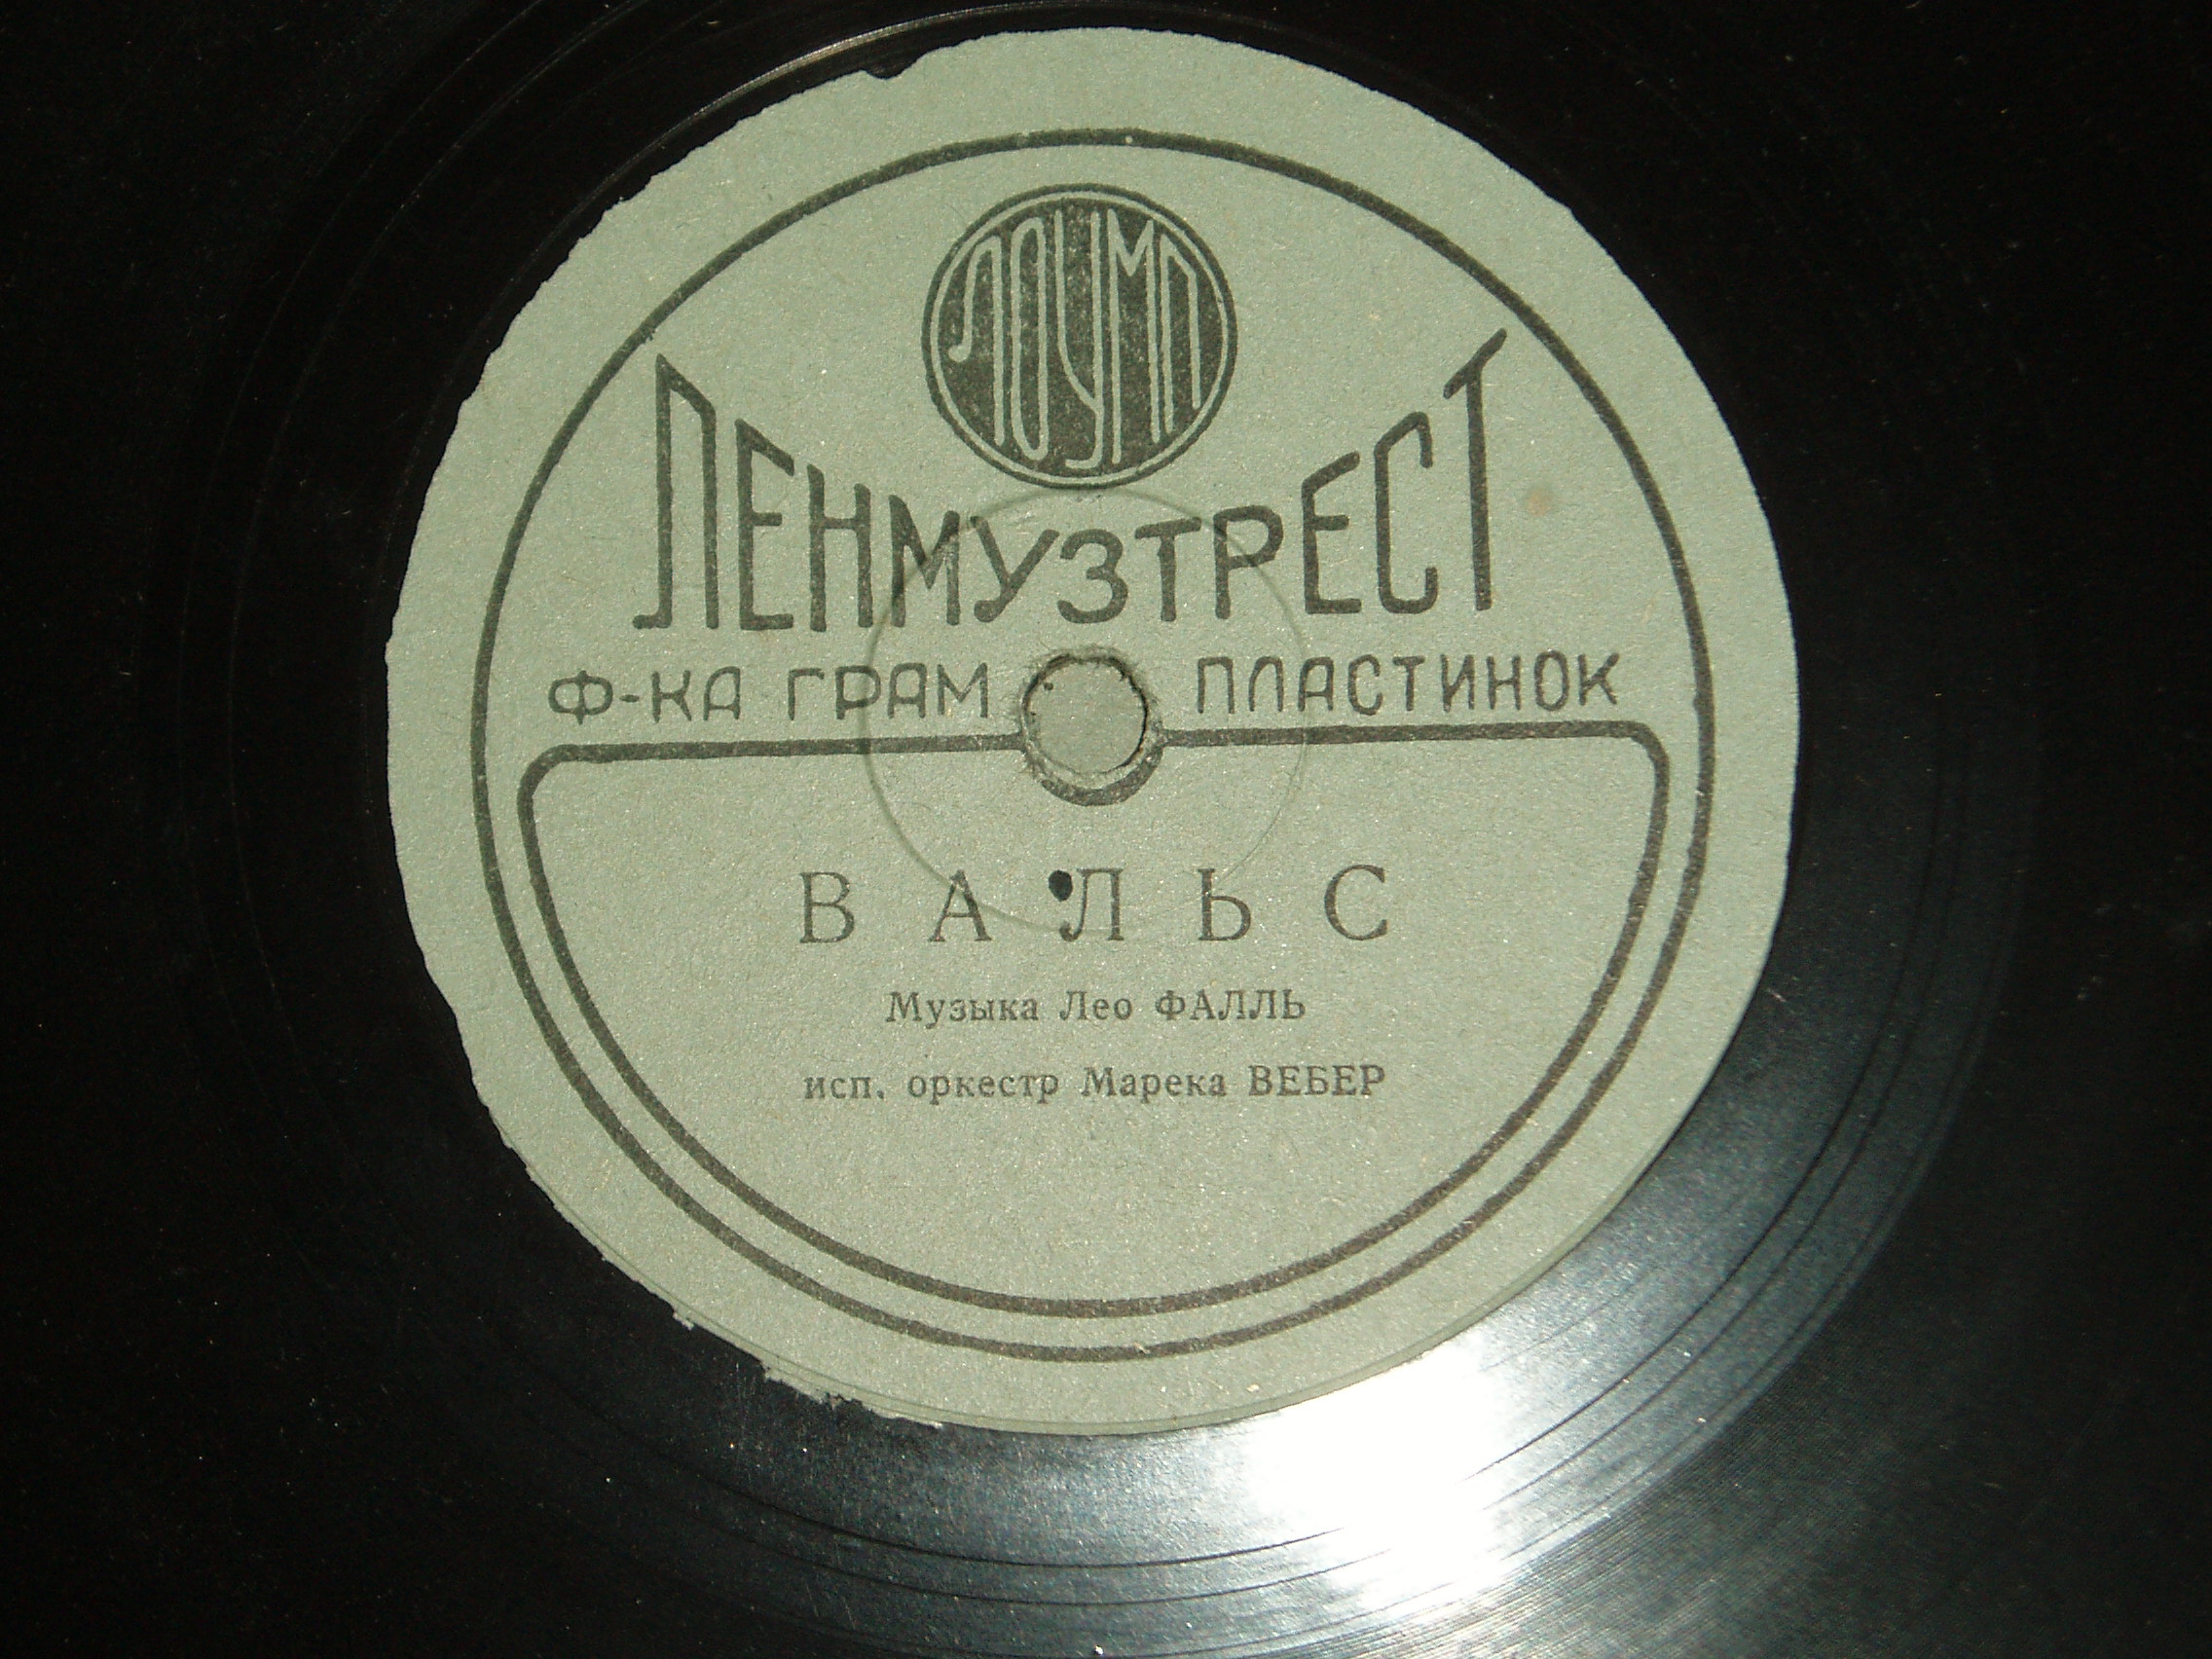 ЛОУМП
ЛЕНМУЗТРЕСТ
Ф-КА ГРАМ ПЛАСТИНОК
ВАЛЬС
Музыка Лео ФАЛЛЬ
исп. оркестр Марека ВЕБЕР